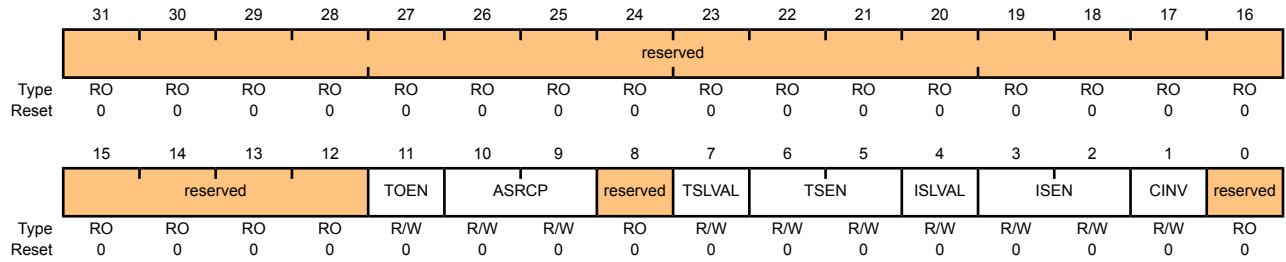 31 30 29 28 27 26 25 24 23 22 21 20 19 18 17 16
reserved
Type RO RO RO RO RO RO RO RO RO RO RO RO RO RO RO RO
Reset 0 0 0 0 0 0 0 0 0 0 0 0 0 0 0 0
15 14 13 12 11 10 9 8 7 6 5 4 3 2 1 0
reserved TOEN ASRCP reserved TSLVAL TSEN ISLVAL ISEN CINV reserved
Type RO RO RO RO R/W R/W R/W RO R/W R/W R/W R/W R/W R/W R/W RO
Reset 0 0 0 0 0 0 0 0 0 0 0 0 0 0 0 0